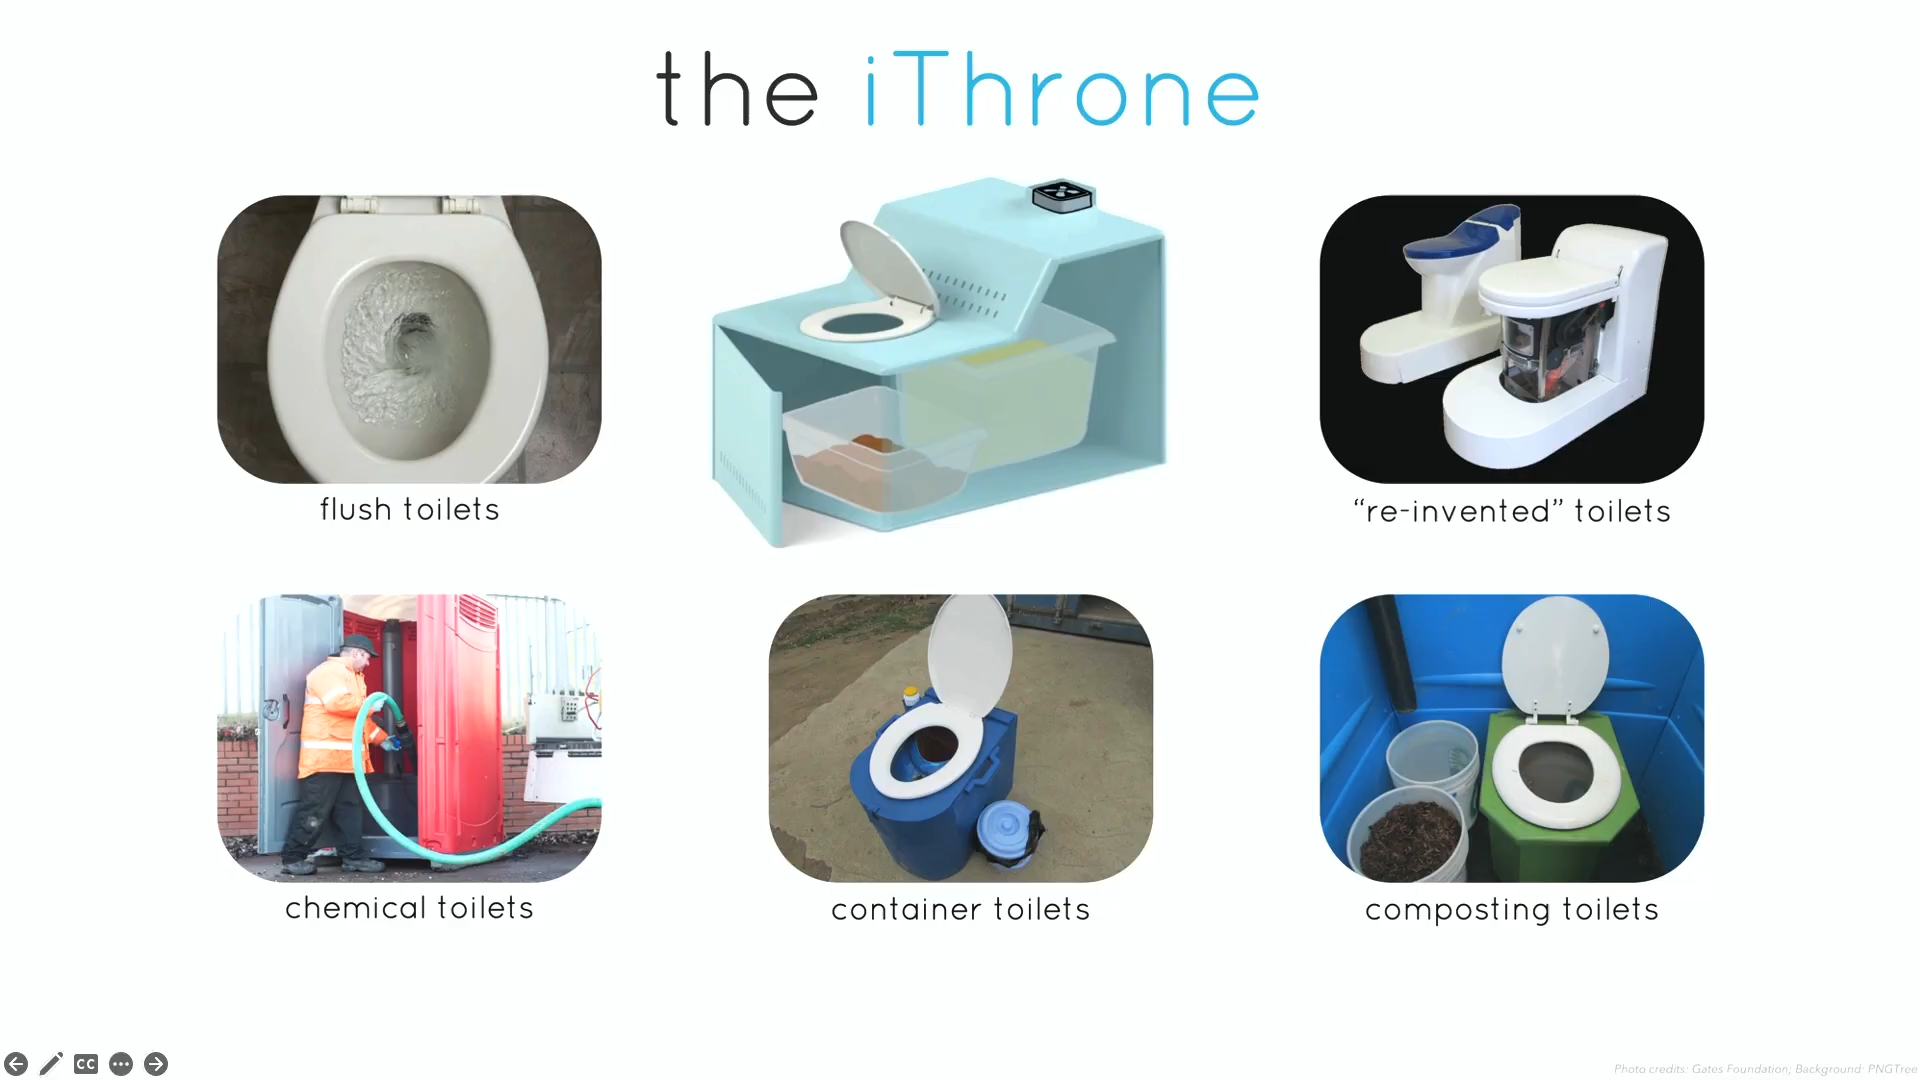 the iThrone
flush toilets
“re-invented” toilets
chemical toilets
container toilets
composting toilets
CC
Photo credits: Gates Foundation; Background: PNGTree